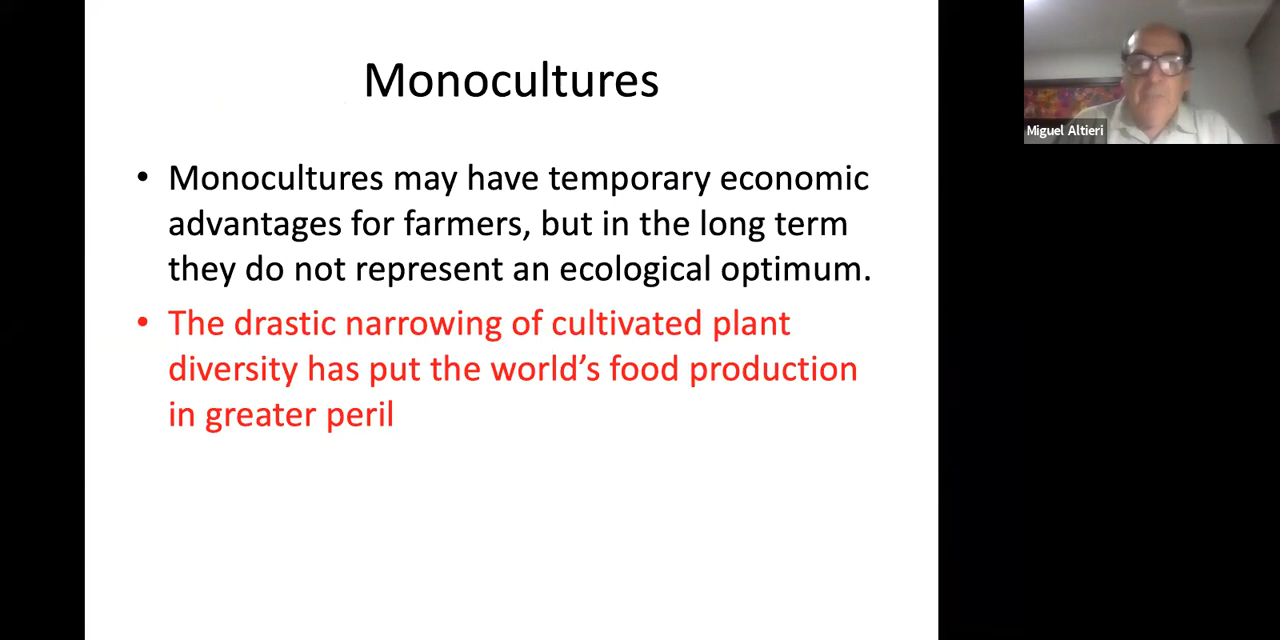 Monocultures
• Monocultures may have temporary economic
advantages for farmers, but in the long term
they do not represent an ecological optimum.
• The drastic narrowing of cultivated plant
diversity has put the world’s food production
in greater peril
Miguel Altieri